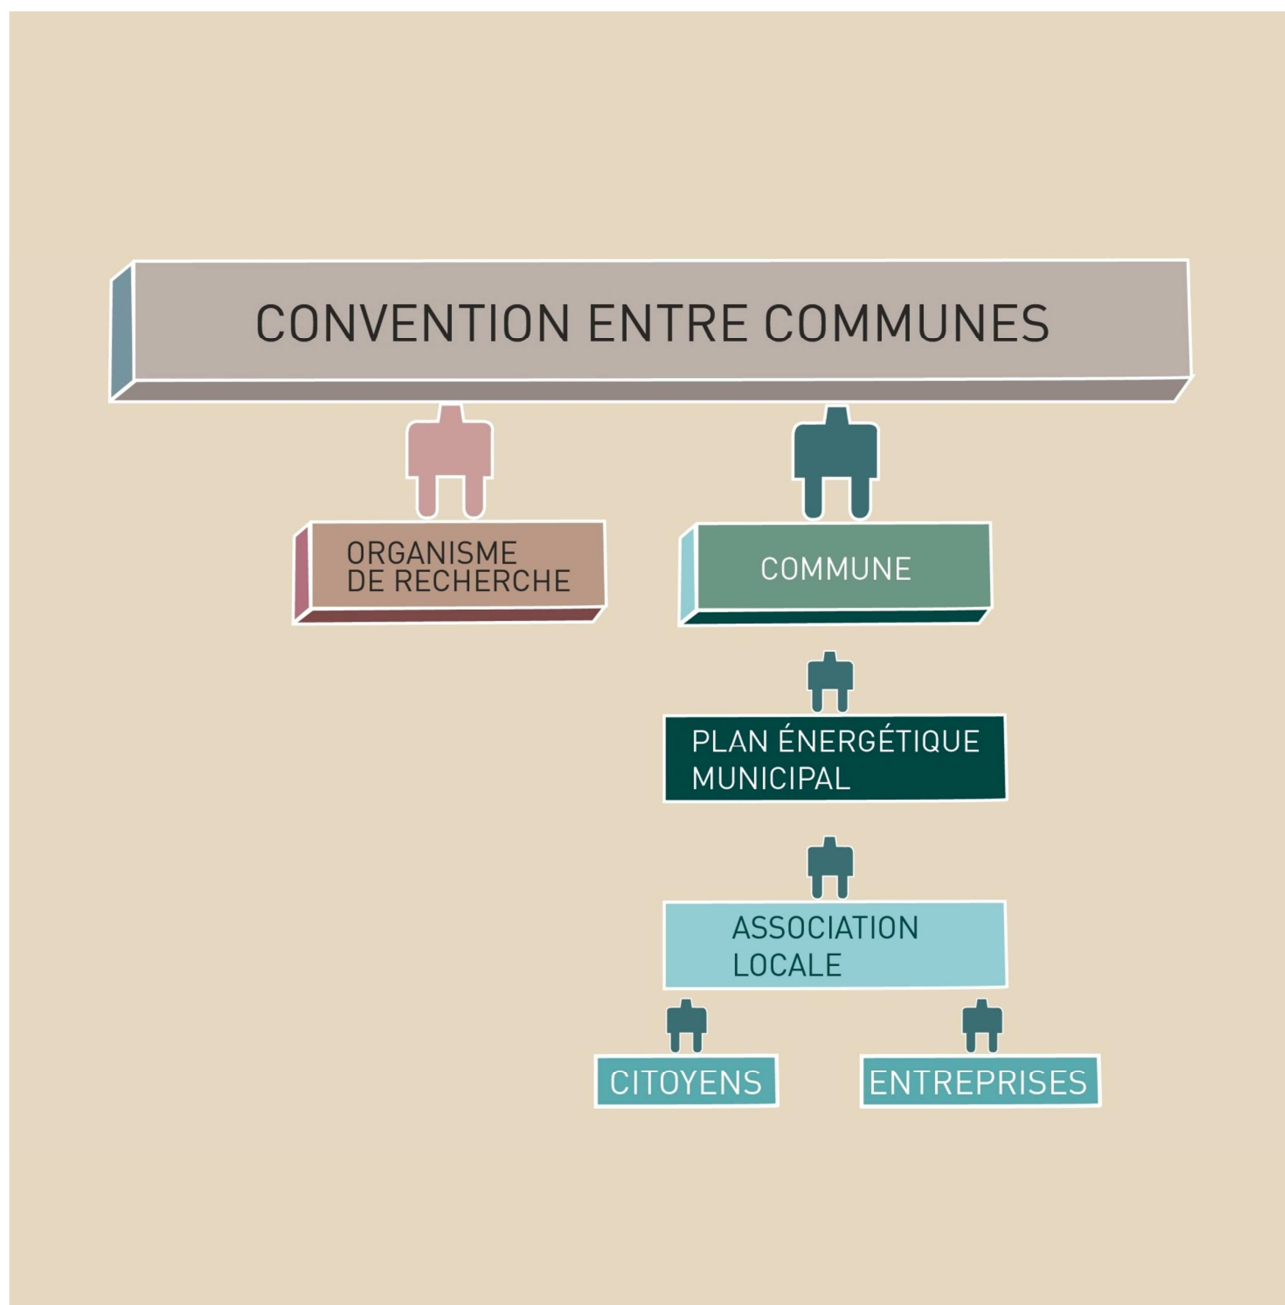 CONVENTION ENTRE COMMUNES
ORGANISME
DE RECHERCHE
COMMUNE
PLAN ÉNERGÉTIQUE
MUNICIPAL
ASSOCIATION
LOCALE
CITOYENS
ENTREPRISES